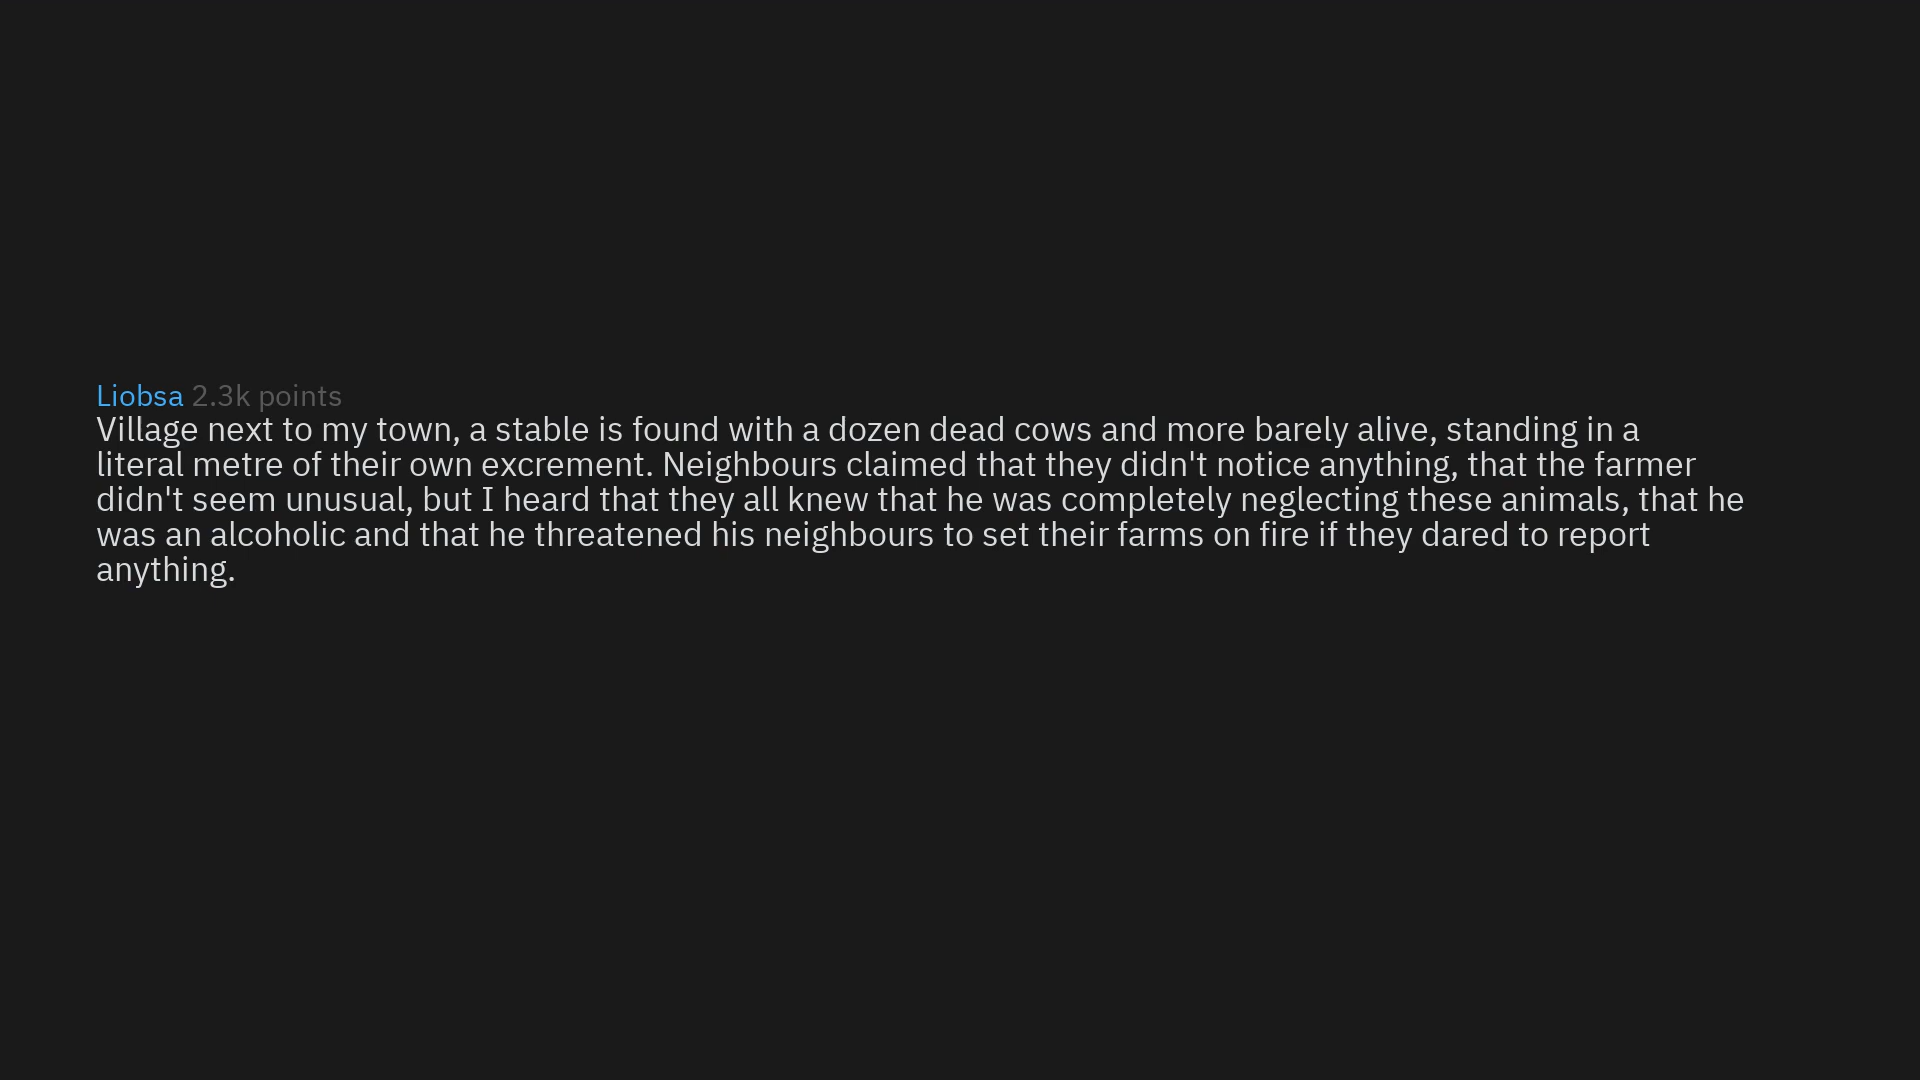 Liobsa 2.3k points
Village next to my town, a stable is found with a dozen dead cows and more barely alive, standing in a
literal metre of their own excrement. Neighbours claimed that they didn't notice anything, that the farmer
didn't seem unusual, but I heard that they all knew that he was completely neglecting these animals, that he
was an alcoholic and that he threatened his neighbours to set their farms on fire if they dared to report
anything.